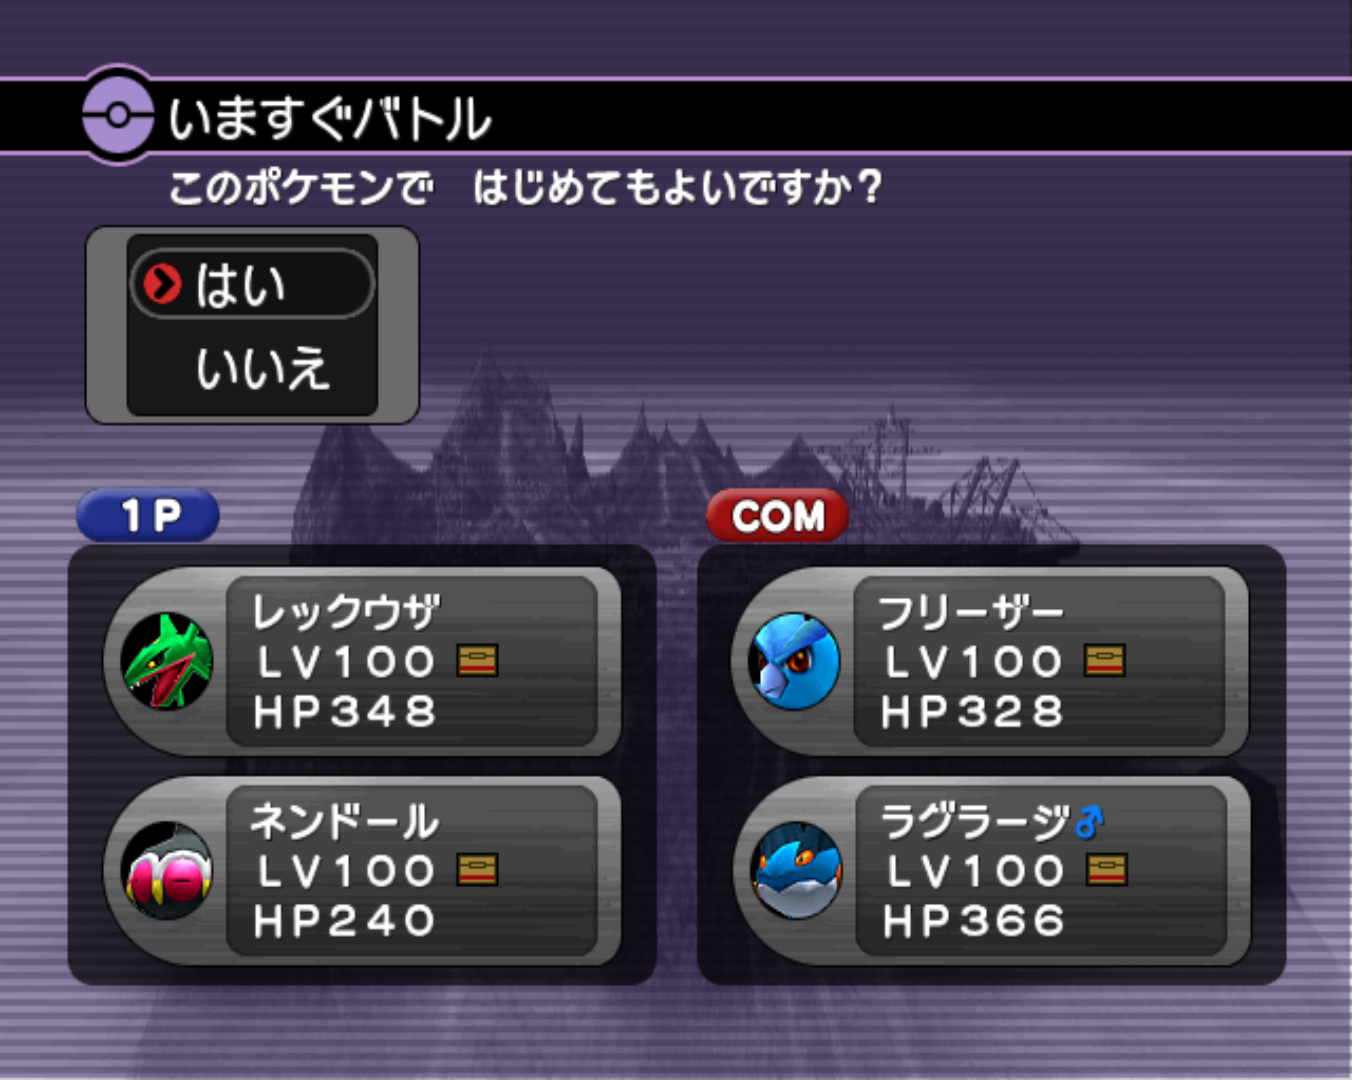 いますぐバトル
このポケモンで　はじめてもよいですか？
はい
いいえ
1P
レックウザ
LV100
HP348
ネンドール
LV100
HP240
COM
フリーザー
LV100
HP328
ラグラージ♂
LV100
HP366